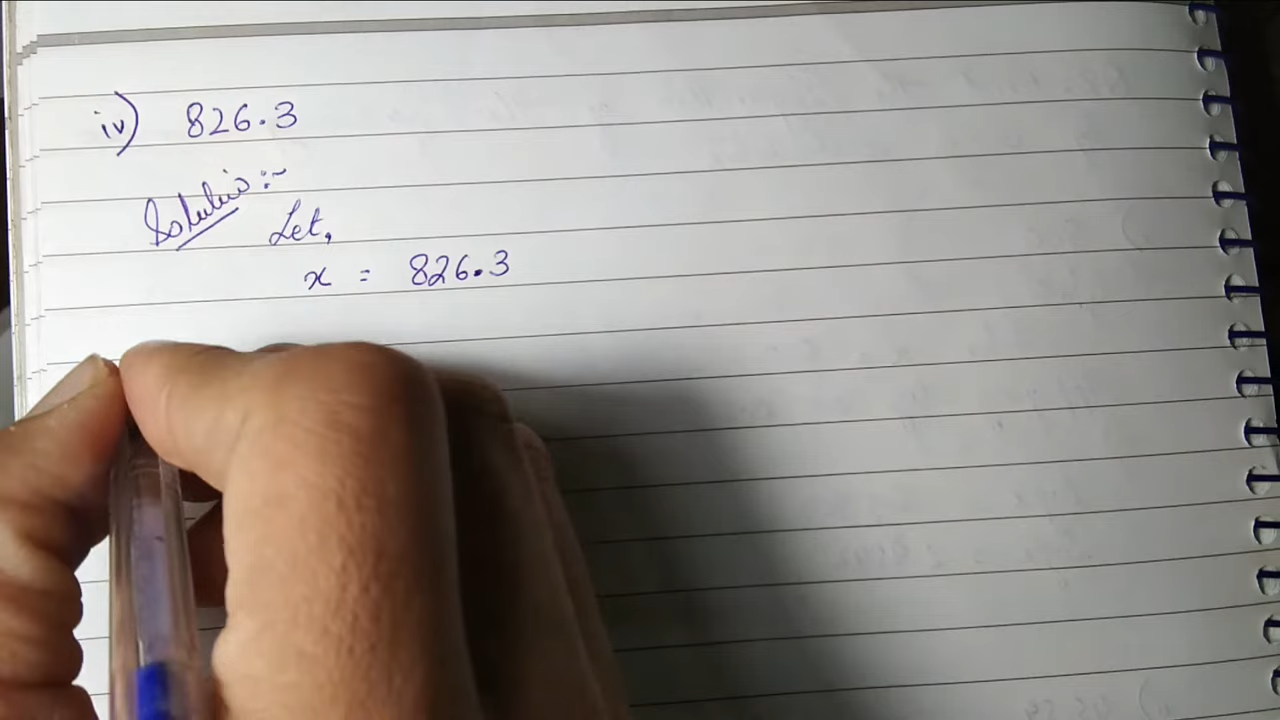 iv) 826.3
Solution :-
Let,
x = 826.3